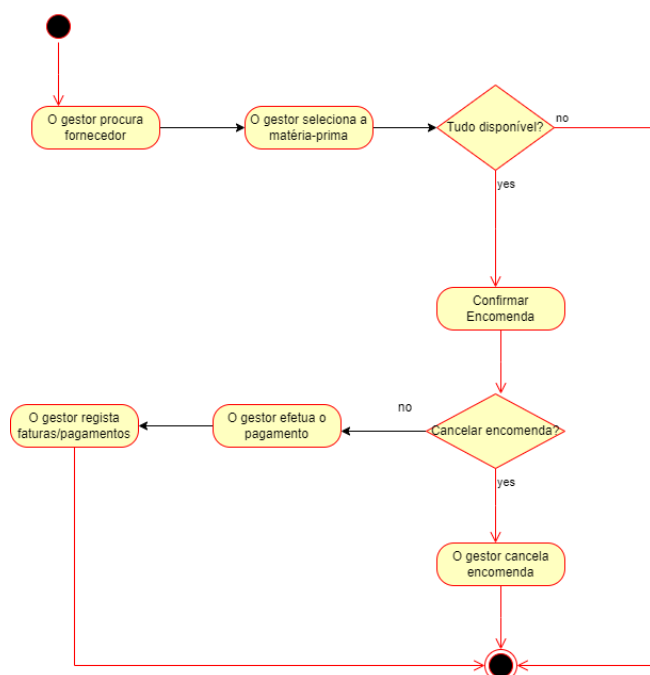 O gestor procura
fornecedor
O gestor seleciona a
matéria-prima
Tudo disponível?
no
yes
Confirmar
Encomenda
Cancelar encomenda?
no
O gestor efetua o
pagamento
O gestor regista
faturas/pagamentos
yes
O gestor cancela
encomenda